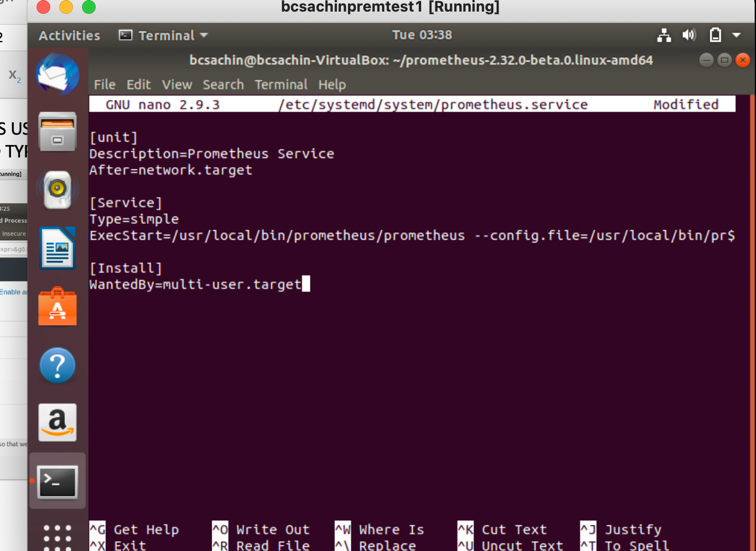 bcsachinpremtest1 [Running]
Activities Terminal Tue 03:38
bcsachin@bcsachin-VirtualBox: ~/prometheus-2.32.0-beta.0.linux-amd64
File Edit View Search Terminal Help
GNU nano 2.9.3 /etc/systemd/system/prometheus.service Modified
[unit]
Description=Prometheus Service
After=network.target
[Service]
Type=simple
ExecStart=/usr/local/bin/prometheus/prometheus --config.file=/usr/local/bin/pr$
[Install]
WantedBy=multi-user.target
^G Get Help ^O Write Out ^W Where Is ^K Cut Text ^J Justify
^X Exit ^R Read File ^\ Replace ^U Uncut Text ^T To Spell